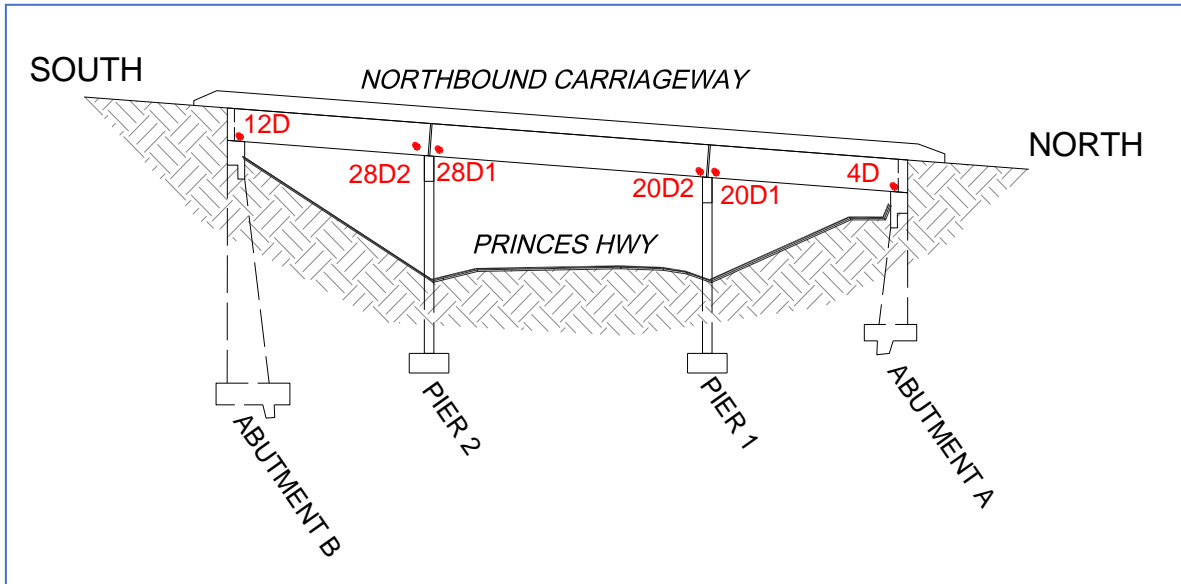 SOUTH
NORTHBOUND CARRIAGEWAY
12D
NORTH
28D2
28D1
20D2
20D1
4D
PRINCES HWY
ABUTMENT B
PIER 2
PIER 1
ABUTMENT A